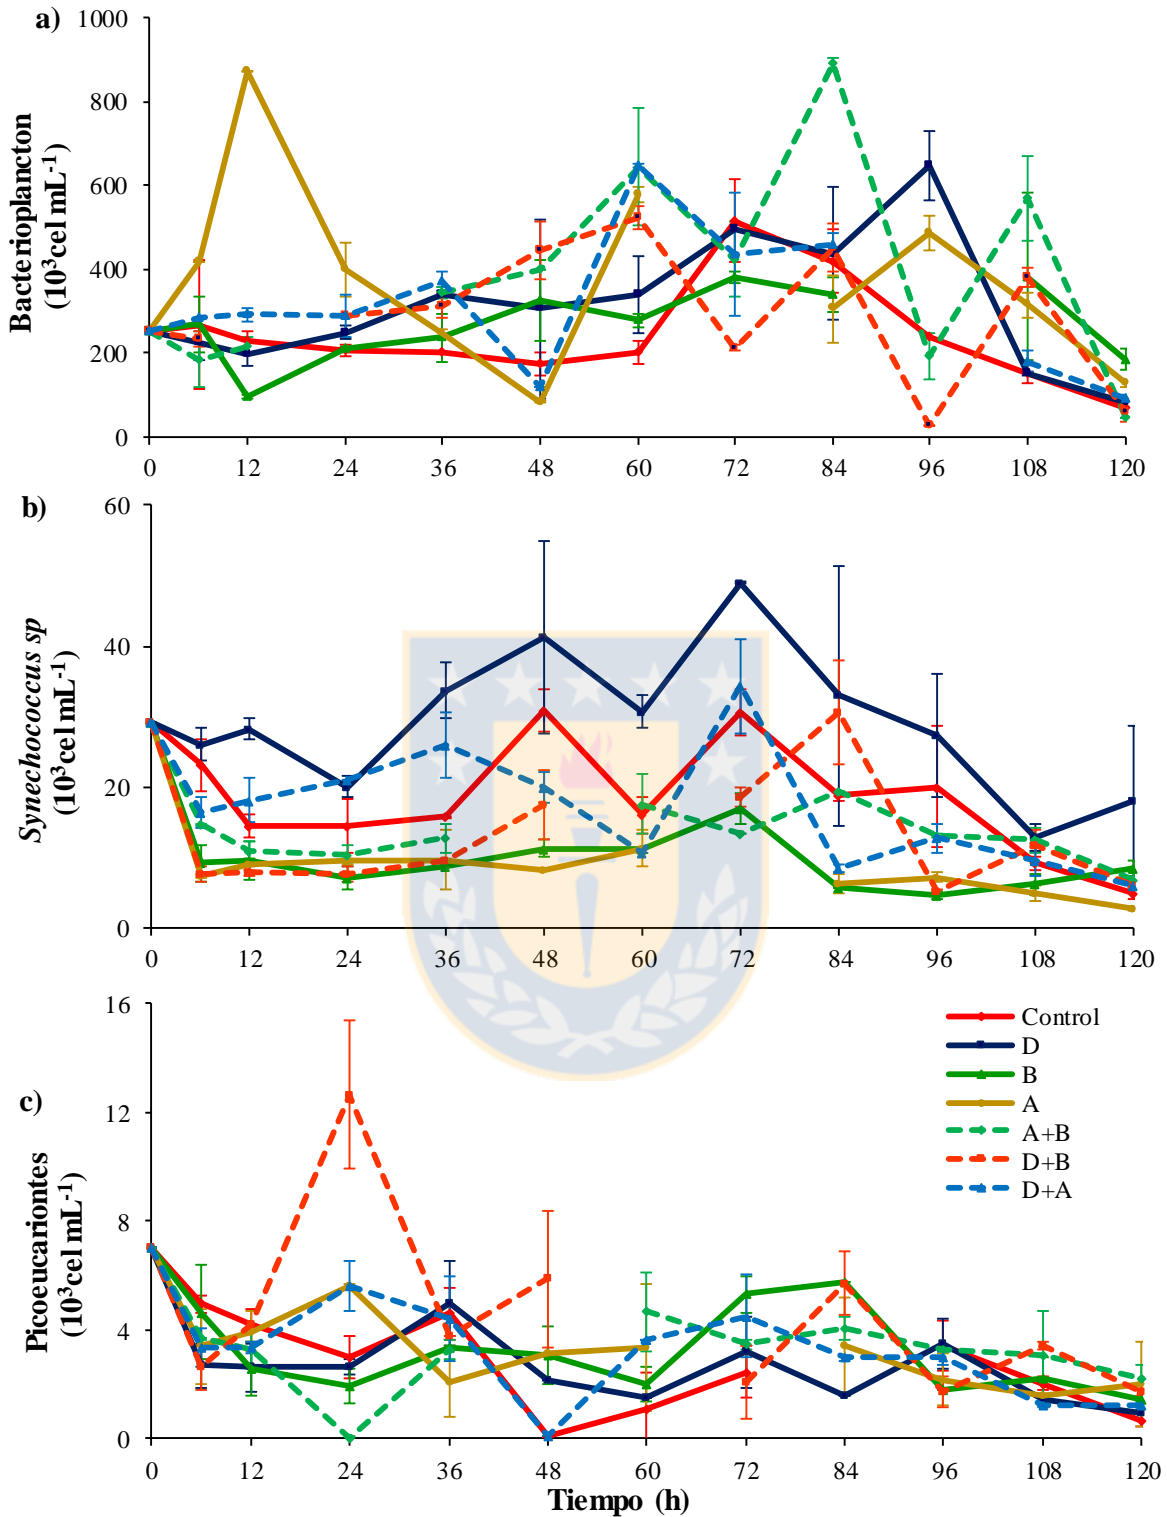 a)
1000
800
600
400
200
0
Bacterioplancton
(10³cel mL⁻¹)
0 12 24 36 48 60 72 84 96 108 120
b)
60
40
20
0
Synechococcus sp
(10³cel mL⁻¹)
0 12 24 36 48 60 72 84 96 108 120
c)
16
12
8
4
0
Picoeucariontes
(10³cel mL⁻¹)
Control
D
B
A
A+B
D+B
D+A
0 12 24 36 48 60 72 84 96 108 120
Tiempo (h)